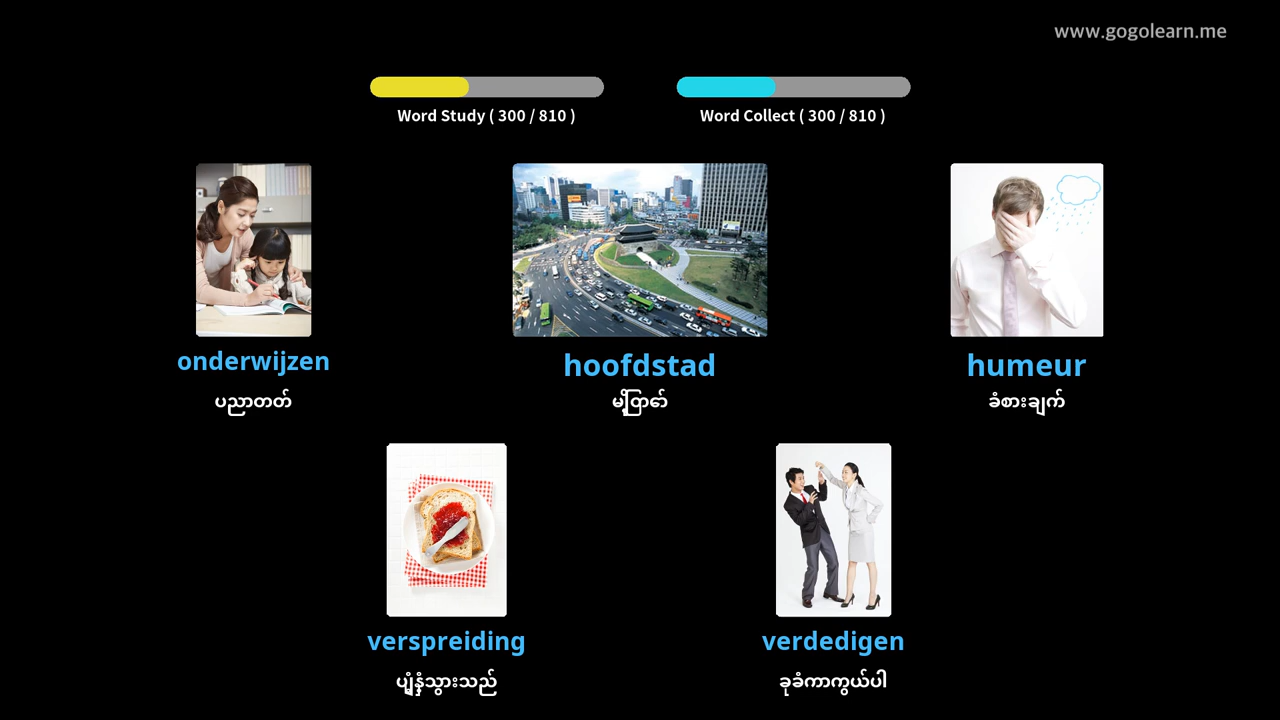 www.gogolearn.me
Word Study ( 300 / 810 )
Word Collect ( 300 / 810 )
onderwijzen
hoofdstad
humeur
ပညာတတ်
မြို့တော်
ခံစားချက်
verspreiding
verdedigen
ပျံ့နှံ့သွားသည်
ခုခံကာကွယ်ပါ